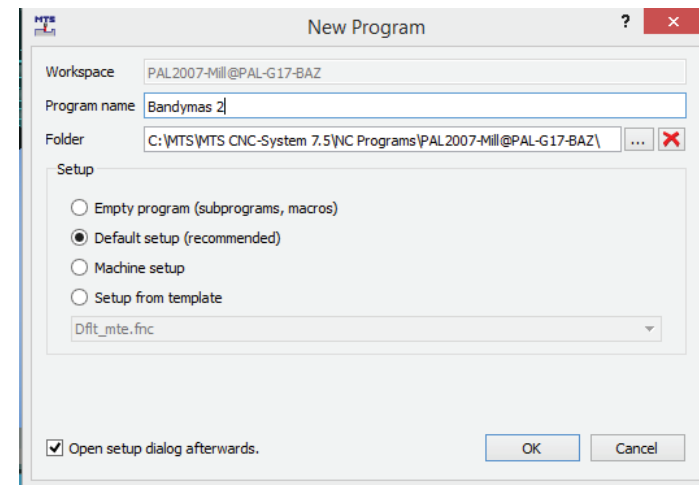 MTS New Program ? ×
Workspace PAL2007-Mill@PAL-G17-BAZ
Program name Bandymas 2
Folder C:\MTS\MTS CNC-System 7.5\NC Programs\PAL2007-Mill@PAL-G17-BAZ\ ...
Setup
Empty program (subprograms, macros)
Default setup (recommended)
Machine setup
Setup from template
Dflt_mte.fnc
Open setup dialog afterwards. OK Cancel